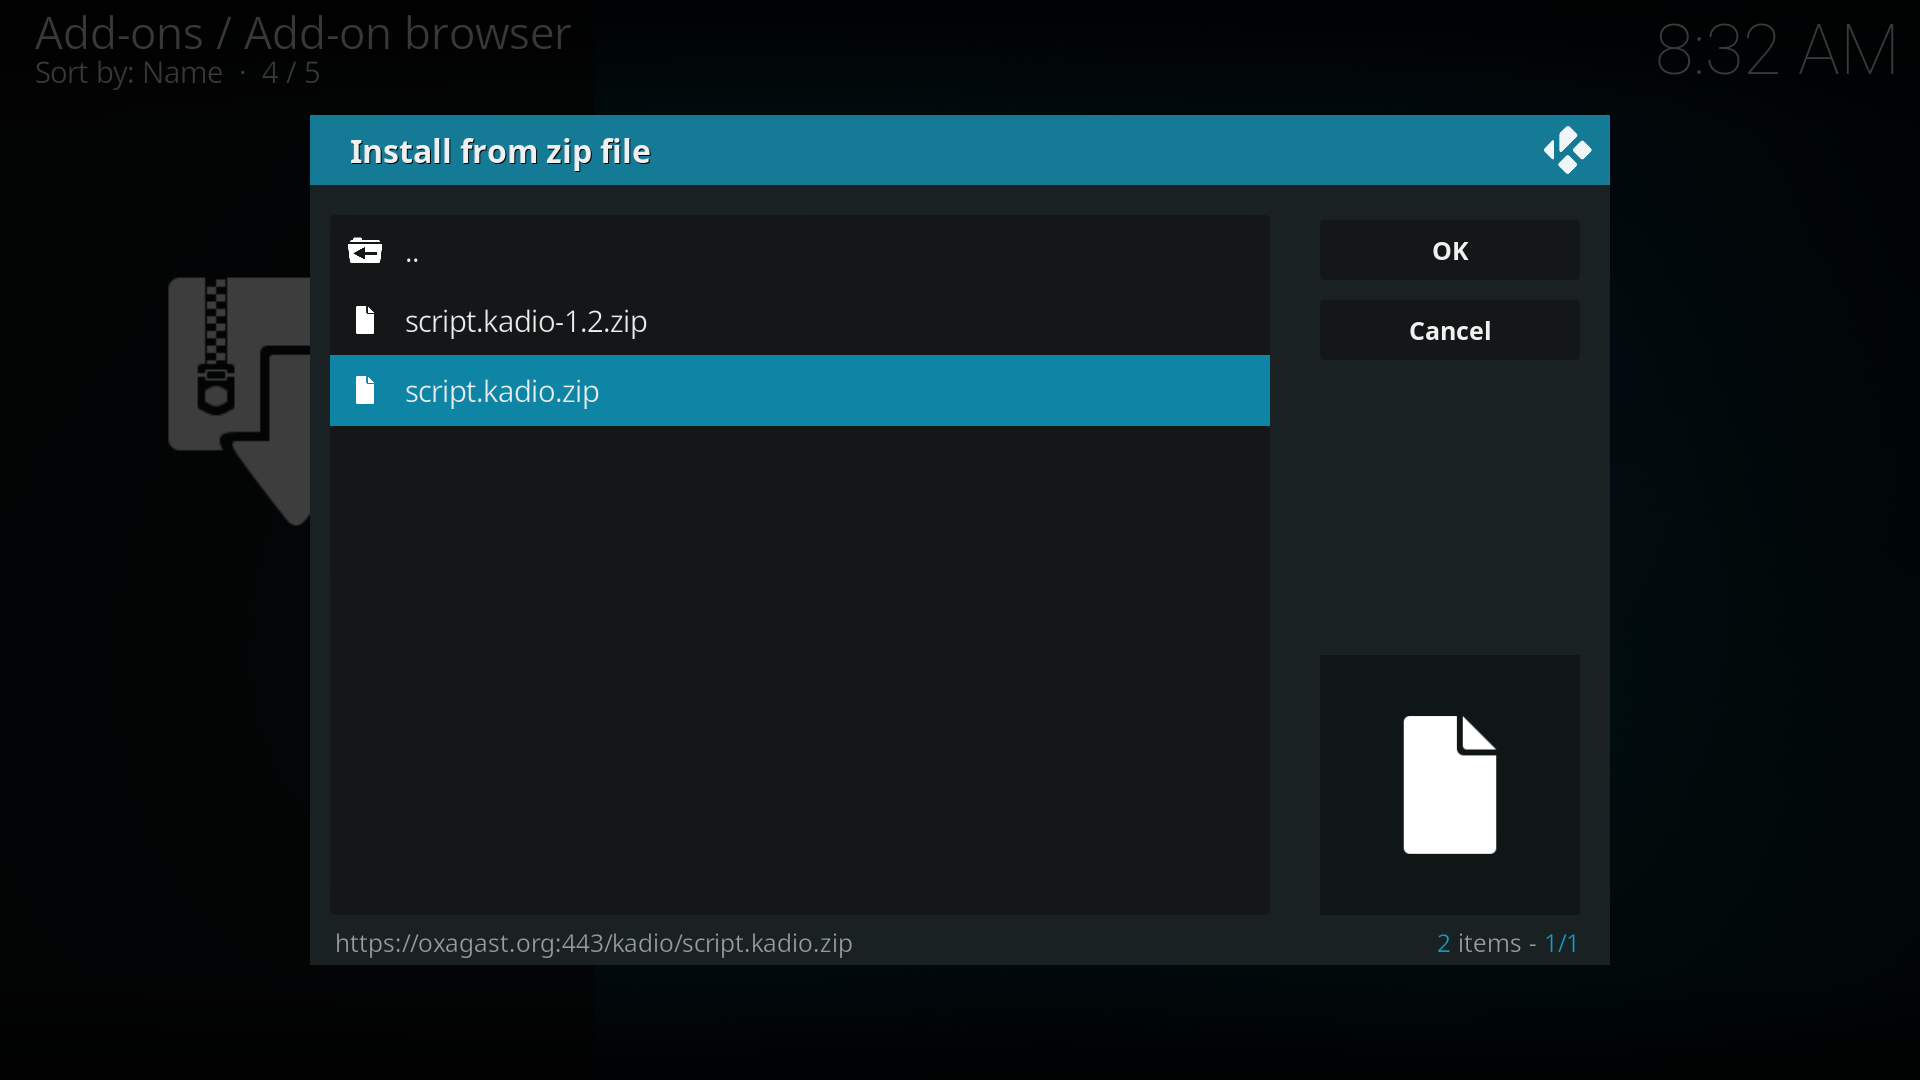 Add-ons / Add-on browser
Sort by: Name · 4 / 5
8:32 AM
Install from zip file
..
script.kadio-1.2.zip
script.kadio.zip
OK
Cancel
https://oxagast.org:443/kadio/script.kadio.zip
2 items - 1/1